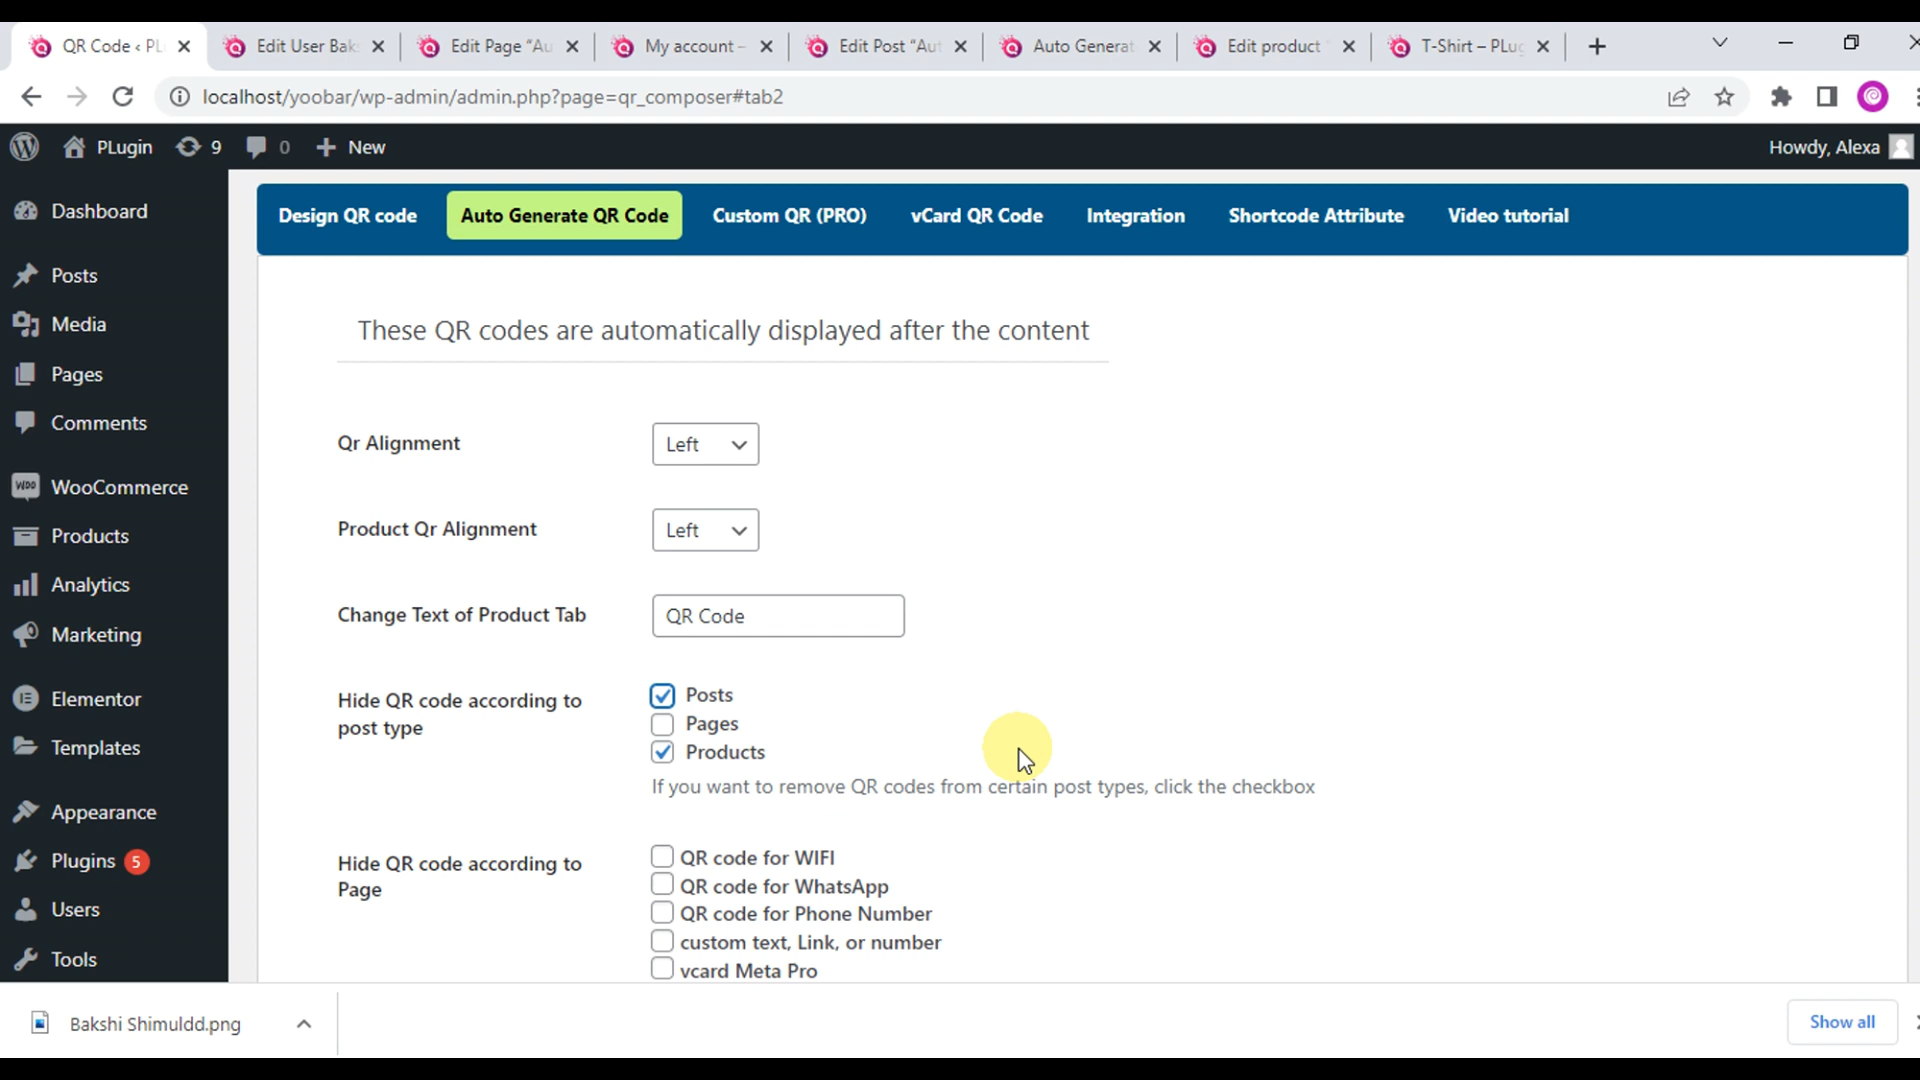 QR Code ‹ PL
Edit User Bak
Edit Page “Au
My account –
Edit Post “Aut
Auto Generat
Edit product
T-Shirt – PLug
localhost/yoobar/wp-admin/admin.php?page=qr_composer#tab2
PLugin
9
0
New
Howdy, Alexa
Dashboard
Posts
Media
Pages
Comments
WooCommerce
Products
Analytics
Marketing
Elementor
Templates
Appearance
Plugins 5
Users
Tools
Design QR code
Auto Generate QR Code
Custom QR (PRO)
vCard QR Code
Integration
Shortcode Attribute
Video tutorial
These QR codes are automatically displayed after the content
Qr Alignment
Left
Product Qr Alignment
Left
Change Text of Product Tab
QR Code
Hide QR code according to
post type
Posts
Pages
Products
If you want to remove QR codes from certain post types, click the checkbox
Hide QR code according to
Page
QR code for WIFI
QR code for WhatsApp
QR code for Phone Number
custom text, Link, or number
vcard Meta Pro
Bakshi Shimuldd.png
Show all